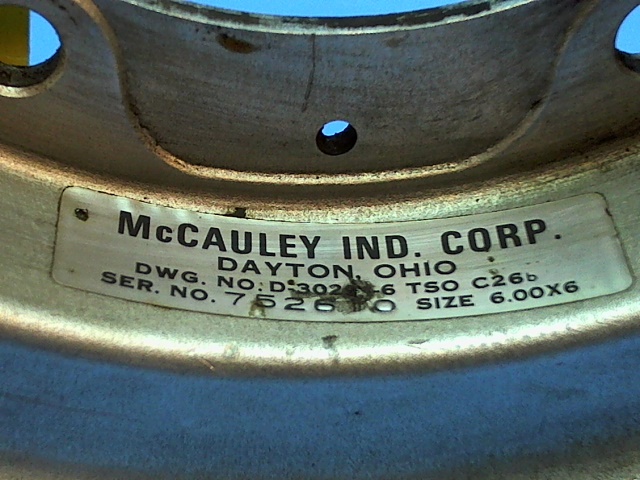 McCAULEY IND. CORP.
DAYTON, OHIO
DWG. NO. TSO C26b
SER. NO. SIZE 6.00X6